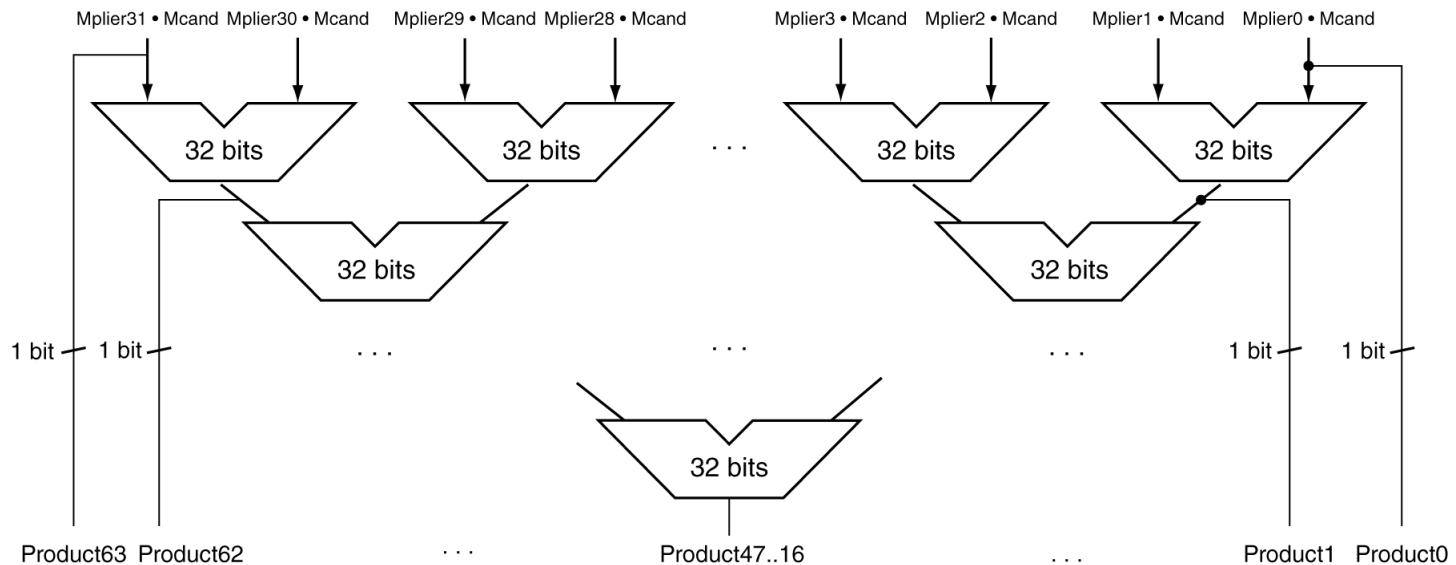 Mplier31 • Mcand Mplier30 • Mcand Mplier29 • Mcand Mplier28 • Mcand Mplier3 • Mcand Mplier2 • Mcand Mplier1 • Mcand Mplier0 • Mcand
32 bits 32 bits . . . 32 bits 32 bits
32 bits 32 bits
1 bit 1 bit . . . . . . . . . 1 bit 1 bit
32 bits
Product63 Product62 . . . Product47..16 . . . Product1 Product0